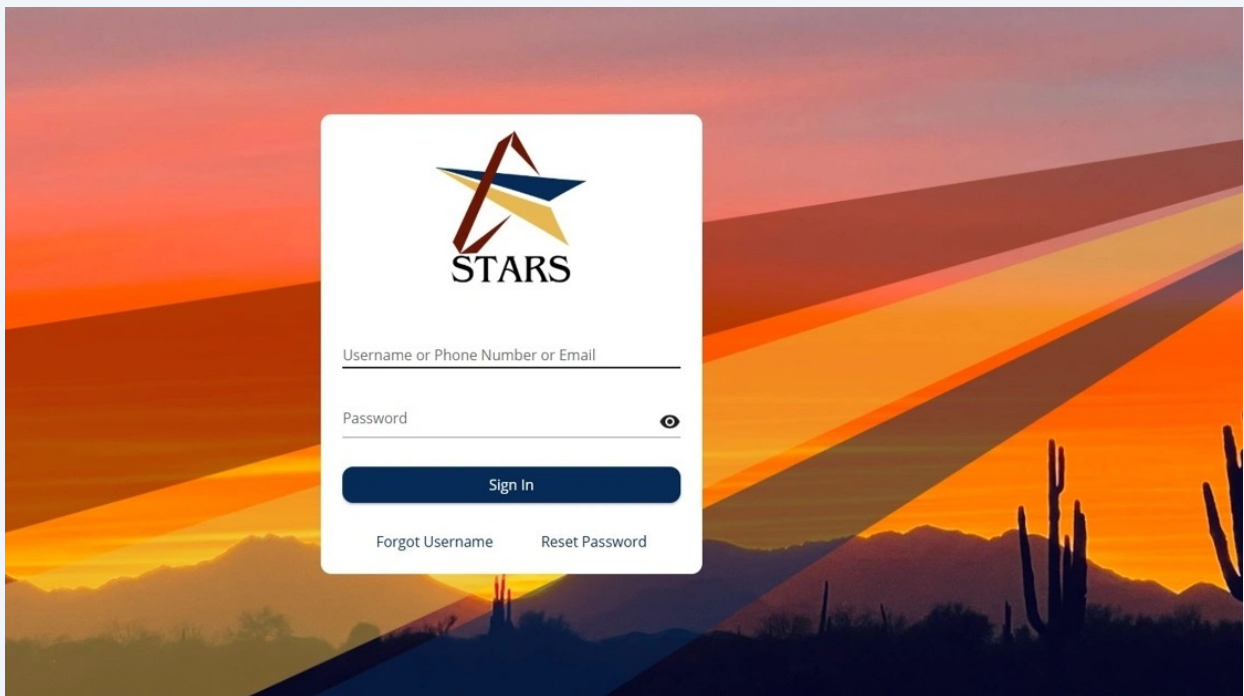 STARS
Username or Phone Number or Email
Password
Sign In
Forgot Username Reset Password